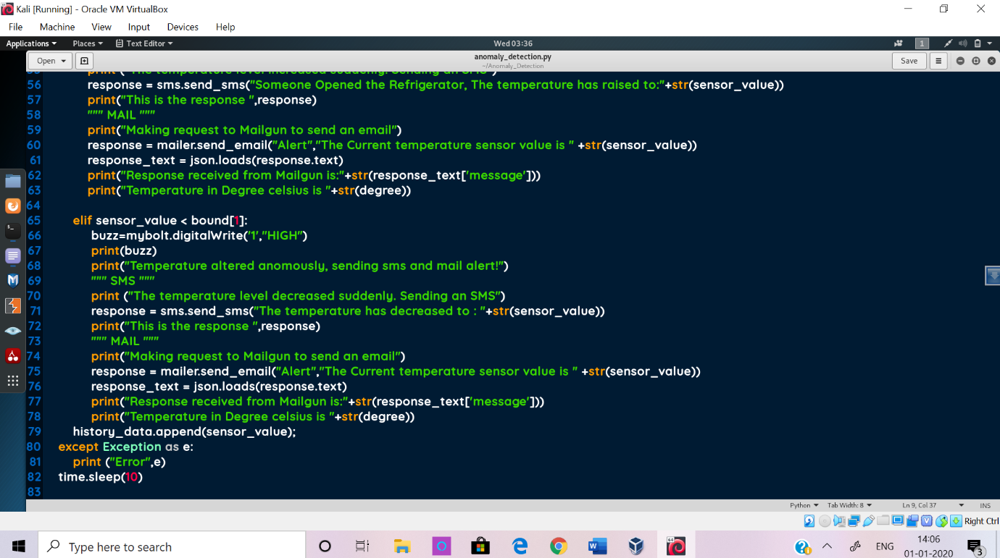 Kali [Running] - Oracle VM VirtualBox
File Machine View Input Devices Help
Applications Places Text Editor Wed 03:36 1
Open anomaly_detection.py Save
~/Anomaly_Detection
55 print ("The temperature level increased suddenly. Sending an SMS")
56 response = sms.send_sms("Someone Opened the Refrigerator, The temperature has raised to:"+str(sensor_value))
57 print("This is the response ",response)
58 """ MAIL """
59 print("Making request to Mailgun to send an email")
60 response = mailer.send_email("Alert","The Current temperature sensor value is " +str(sensor_value))
61 response_text = json.loads(response.text)
62 print("Response received from Mailgun is:"+str(response_text['message']))
63 print("Temperature in Degree celsius is "+str(degree))
64
65 elif sensor_value < bound[1]:
66 buzz=mybolt.digitalWrite('1',"HIGH")
67 print(buzz)
68 print("Temperature altered anomously, sending sms and mail alert!")
69 """ SMS """
70 print ("The temperature level decreased suddenly. Sending an SMS")
71 response = sms.send_sms("The temperature has decreased to : "+str(sensor_value))
72 print("This is the response ",response)
73 """ MAIL """
74 print("Making request to Mailgun to send an email")
75 response = mailer.send_email("Alert","The Current temperature sensor value is " +str(sensor_value))
76 response_text = json.loads(response.text)
77 print("Response received from Mailgun is:"+str(response_text['message']))
78 print("Temperature in Degree celsius is "+str(degree))
79 history_data.append(sensor_value);
80 except Exception as e:
81 print ("Error",e)
82 time.sleep(10)
83
Python Tab Width: 8 Ln 9, Col 37 INS
Right Ctrl
Type here to search ENG 14:06
01-01-2020 3